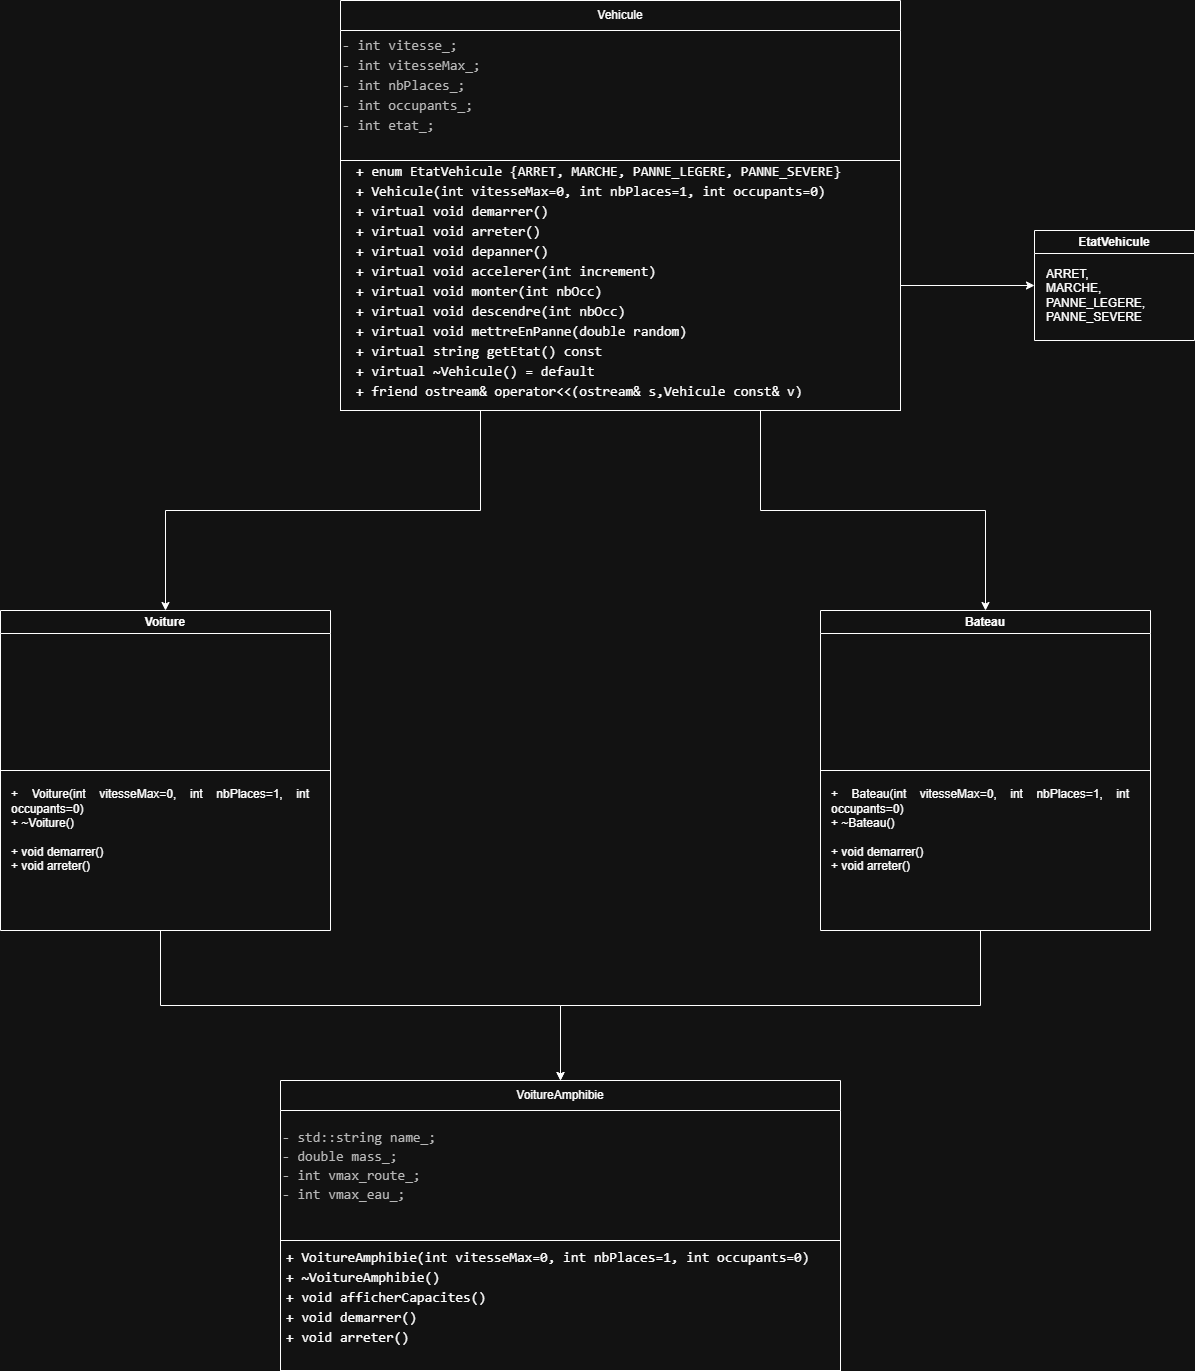 Vehicule
- int vitesse_;
- int vitesseMax_;
- int nbPlaces_;
- int occupants_;
- int etat_;
+ enum EtatVehicule {ARRET, MARCHE, PANNE_LEGERE, PANNE_SEVERE}
+ Vehicule(int vitesseMax=0, int nbPlaces=1, int occupants=0)
+ virtual void demarrer()
+ virtual void arreter()
+ virtual void depanner()
+ virtual void accelerer(int increment)
+ virtual void monter(int nbOcc)
+ virtual void descendre(int nbOcc)
+ virtual void mettreEnPanne(double random)
+ virtual string getEtat() const
+ virtual ~Vehicule() = default
+ friend ostream& operator<<(ostream& s,Vehicule const& v)
EtatVehicule
ARRET,
MARCHE,
PANNE_LEGERE,
PANNE_SEVERE
Voiture
+ Voiture(int vitesseMax=0, int nbPlaces=1, int
occupants=0)
+ ~Voiture()
+ void demarrer()
+ void arreter()
Bateau
+ Bateau(int vitesseMax=0, int nbPlaces=1, int
occupants=0)
+ ~Bateau()
+ void demarrer()
+ void arreter()
VoitureAmphibie
- std::string name_;
- double mass_;
- int vmax_route_;
- int vmax_eau_;
+ VoitureAmphibie(int vitesseMax=0, int nbPlaces=1, int occupants=0)
+ ~VoitureAmphibie()
+ void afficherCapacites()
+ void demarrer()
+ void arreter()